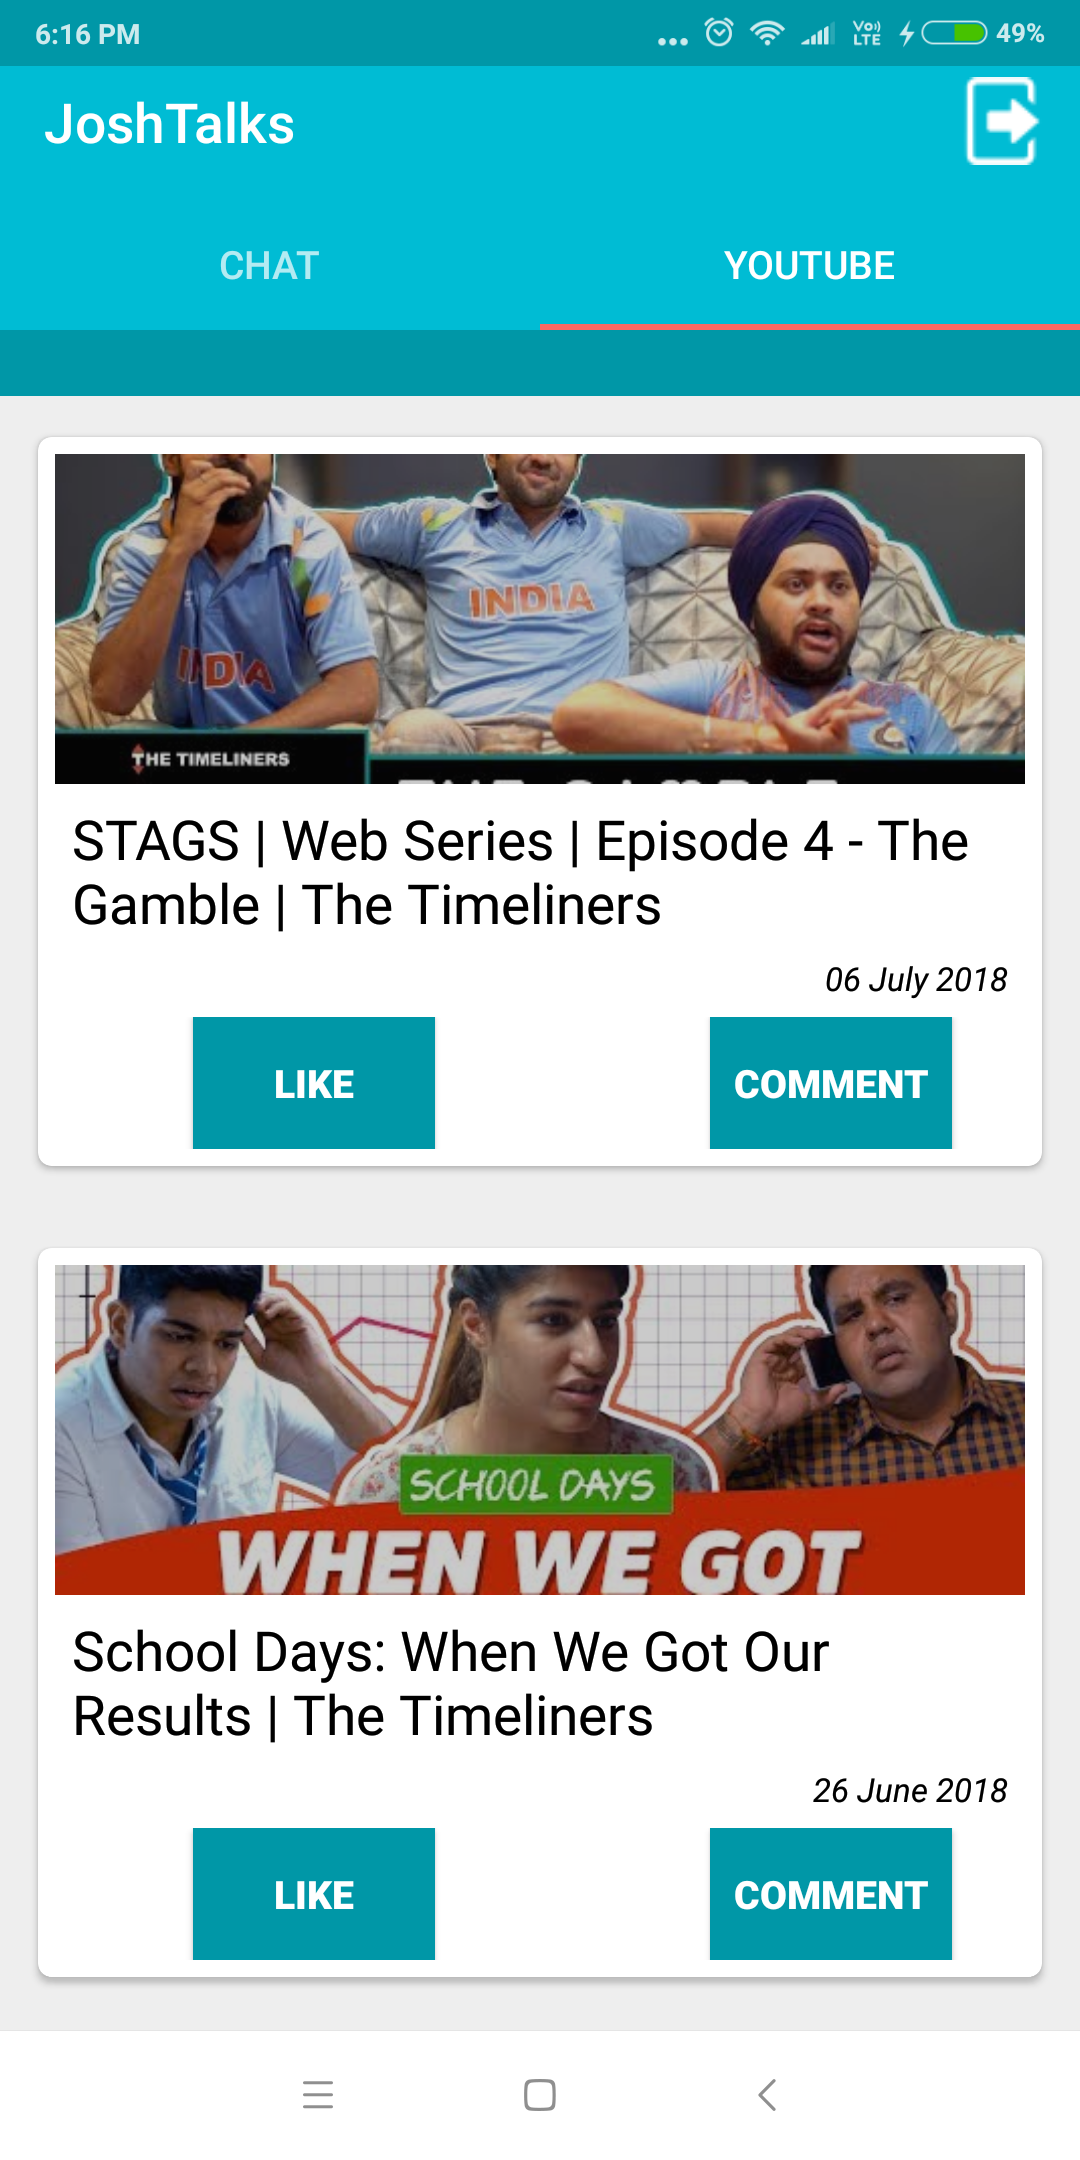 6:16 PM
Vo)) LTE
49%
JoshTalks
CHAT
YOUTUBE
INDIA
INDIA
THE TIMELINERS
STAGS | Web Series | Episode 4 - The
Gamble | The Timeliners
06 July 2018
LIKE
COMMENT
SCHOOL DAYS
WHEN WE GOT
School Days: When We Got Our
Results | The Timeliners
26 June 2018
LIKE
COMMENT